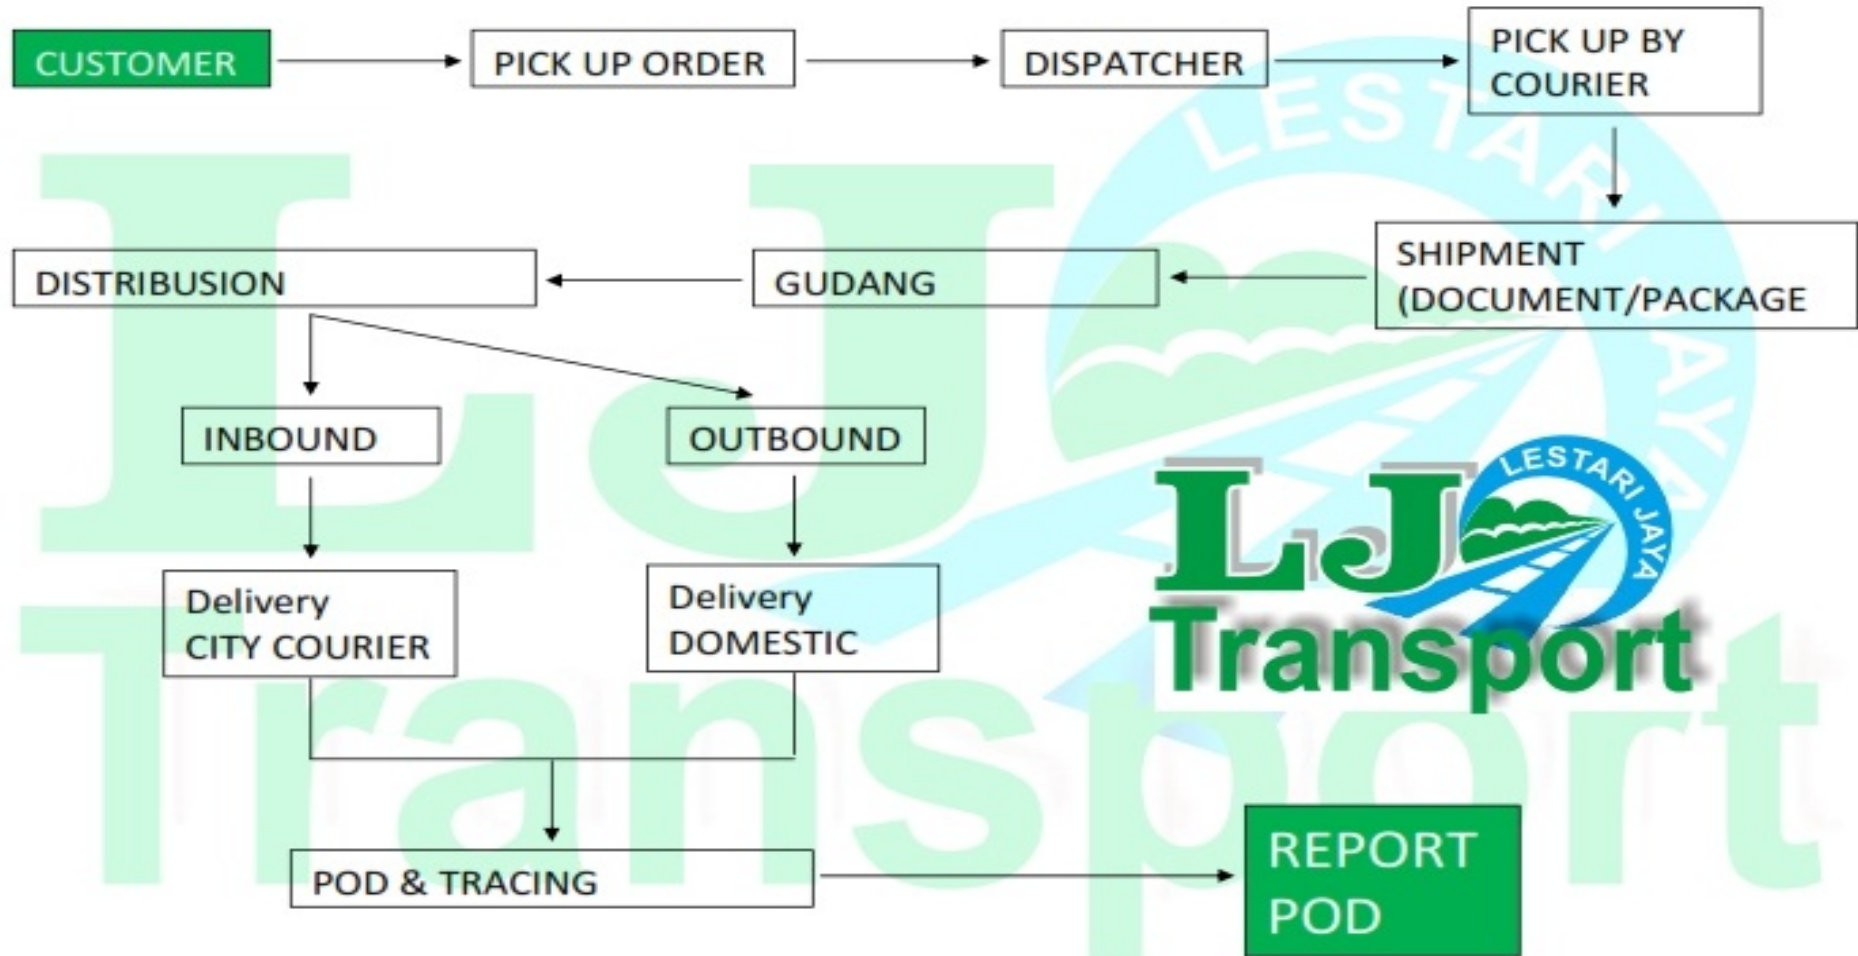 CUSTOMER
PICK UP ORDER
DISPATCHER
PICK UP BY
COURIER
SHIPMENT
(DOCUMENT/PACKAGE
GUDANG
DISTRIBUSION
INBOUND
OUTBOUND
Delivery
CITY COURIER
Delivery
DOMESTIC
POD & TRACING
REPORT
POD
LJ
LESTARI JAYA
Transport
LJ
LESTARI JAYA
Transport